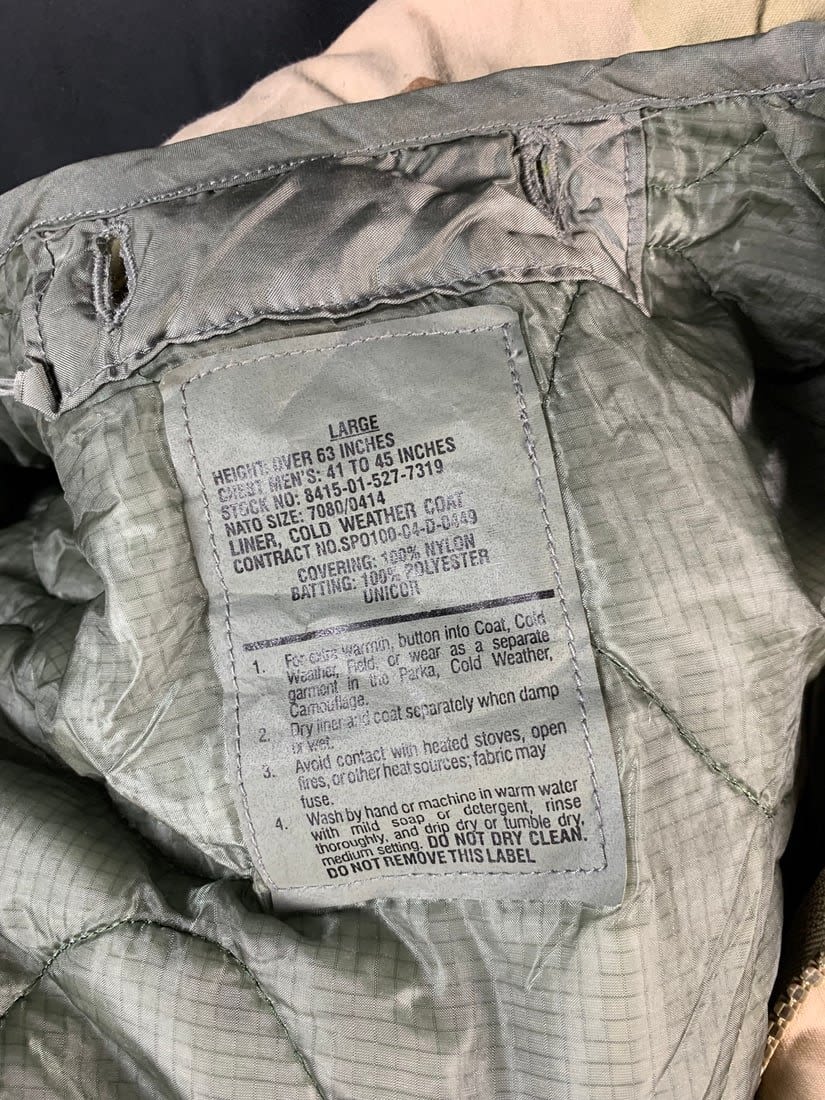 LARGE
HEIGHT: OVER 63 INCHES
CHEST MEN'S: 41 TO 45 INCHES
STOCK NO: 8415-01-527-7319
NATO SIZE: 7080/0414
LINER, COLD WEATHER COAT
CONTRACT NO.SPO100-04-D-0449
COVERING: 100% NYLON
BATTING: 100% POLYESTER
UNICOR
1. For extra warmth, button into Coat, Cold
Weather, Field, or wear as a separate
garment in the Parka, Cold Weather,
Camouflage.
2. Dry liner and coat separately when damp
or wet.
3. Avoid contact with heated stoves, open
fires, or other heat sources; fabric may
fuse.
4. Wash by hand or machine in warm water
with mild soap or detergent, rinse
thoroughly, and drip dry or tumble dry,
medium setting. DO NOT DRY CLEAN.
DO NOT REMOVE THIS LABEL